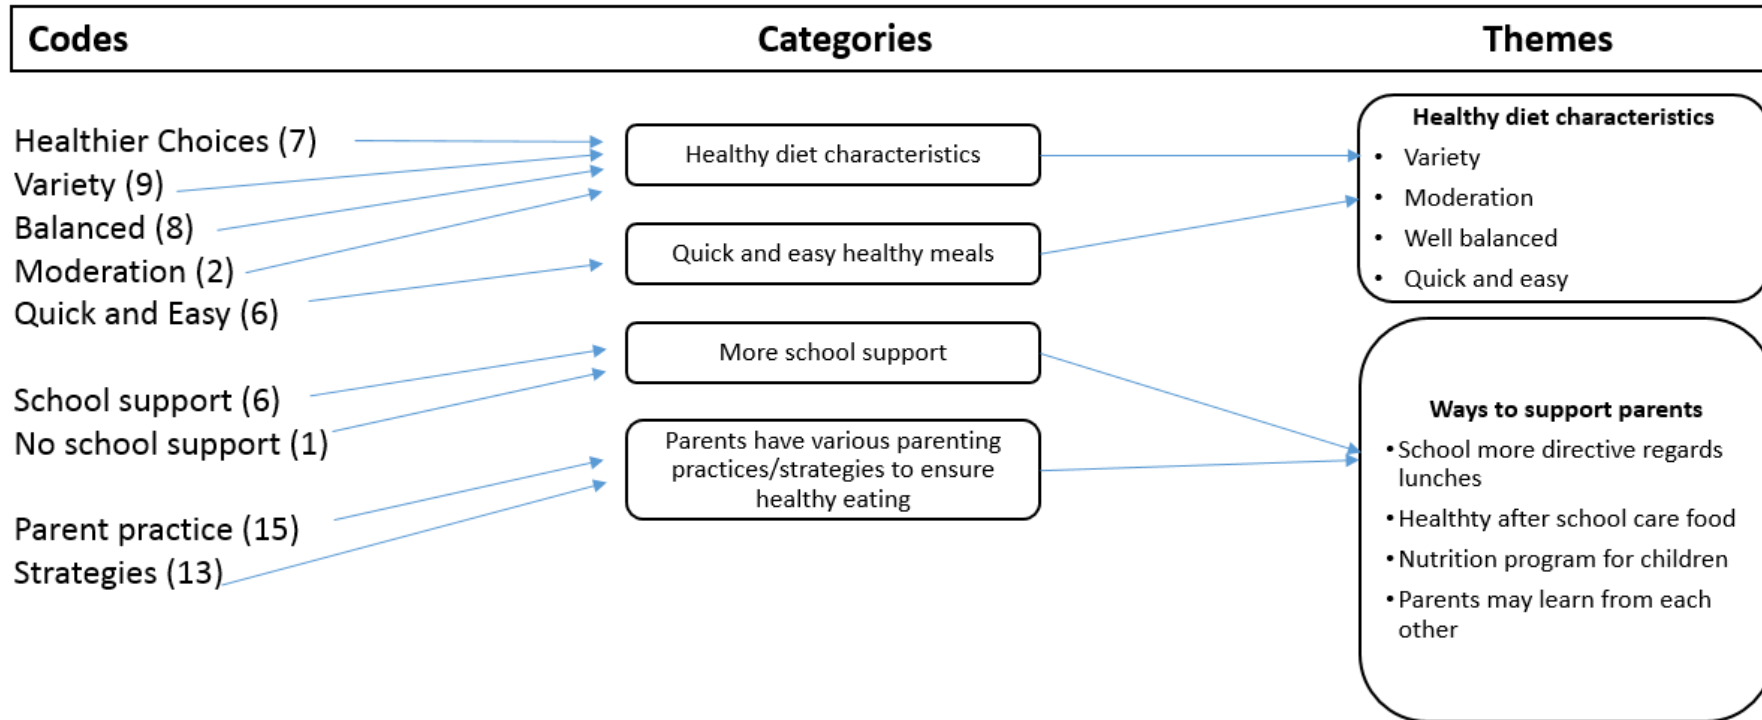 Codes
Categories
Themes
Healthier Choices (7)
Variety (9)
Balanced (8)
Moderation (2)
Quick and Easy (6)
School support (6)
No school support (1)
Parent practice (15)
Strategies (13)
Healthy diet characteristics
Quick and easy healthy meals
More school support
Parents have various parenting
practices/strategies to ensure
healthy eating
Healthy diet characteristics
• Variety
• Moderation
• Well balanced
• Quick and easy
Ways to support parents
• School more directive regards
lunches
• Healthty after school care food
• Nutrition program for children
• Parents may learn from each
other